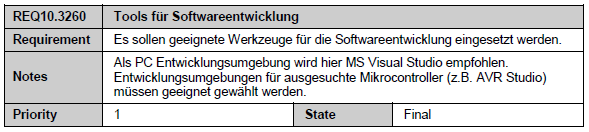 REQ10.3260 Tools für Softwareentwicklung
Requirement Es sollen geeignete Werkzeuge für die Softwareentwicklung eingesetzt werden.
Notes Als PC Entwicklungsumgebung wird hier MS Visual Studio empfohlen.
Entwicklungsumgebungen für ausgesuchte Mikrocontroller (z.B. AVR Studio)
müssen geeignet gewählt werden.
Priority 1 State Final